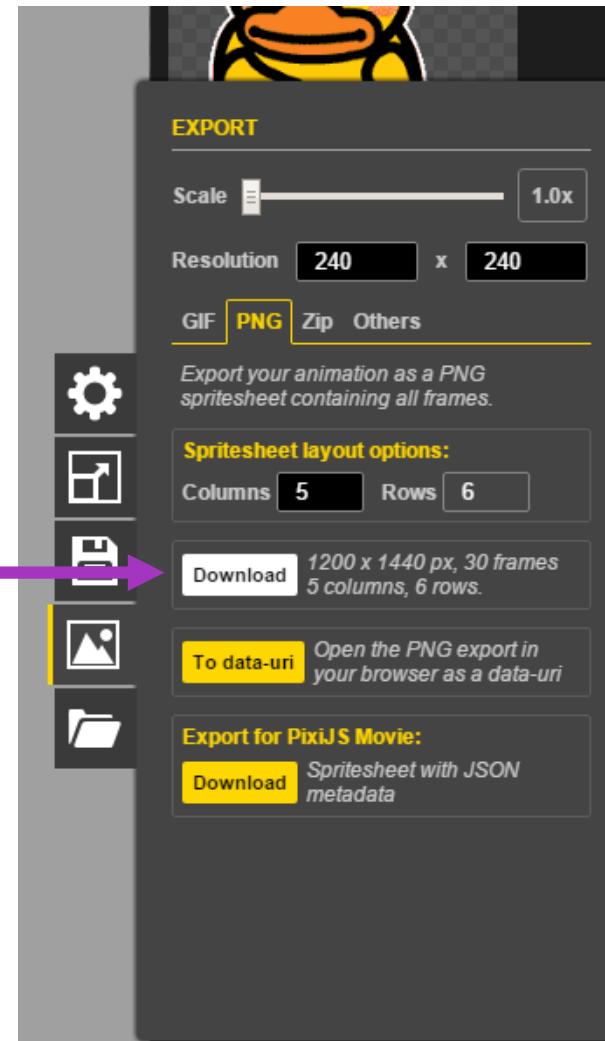 EXPORT
Scale 1.0x
Resolution 240 x 240
GIF PNG Zip Others
Export your animation as a PNG
spritesheet containing all frames.
Spritesheet layout options:
Columns 5 Rows 6
Download 1200 x 1440 px, 30 frames
5 columns, 6 rows.
To data-uri Open the PNG export in
your browser as a data-uri
Export for PixiJS Movie:
Download Spritesheet with JSON
metadata